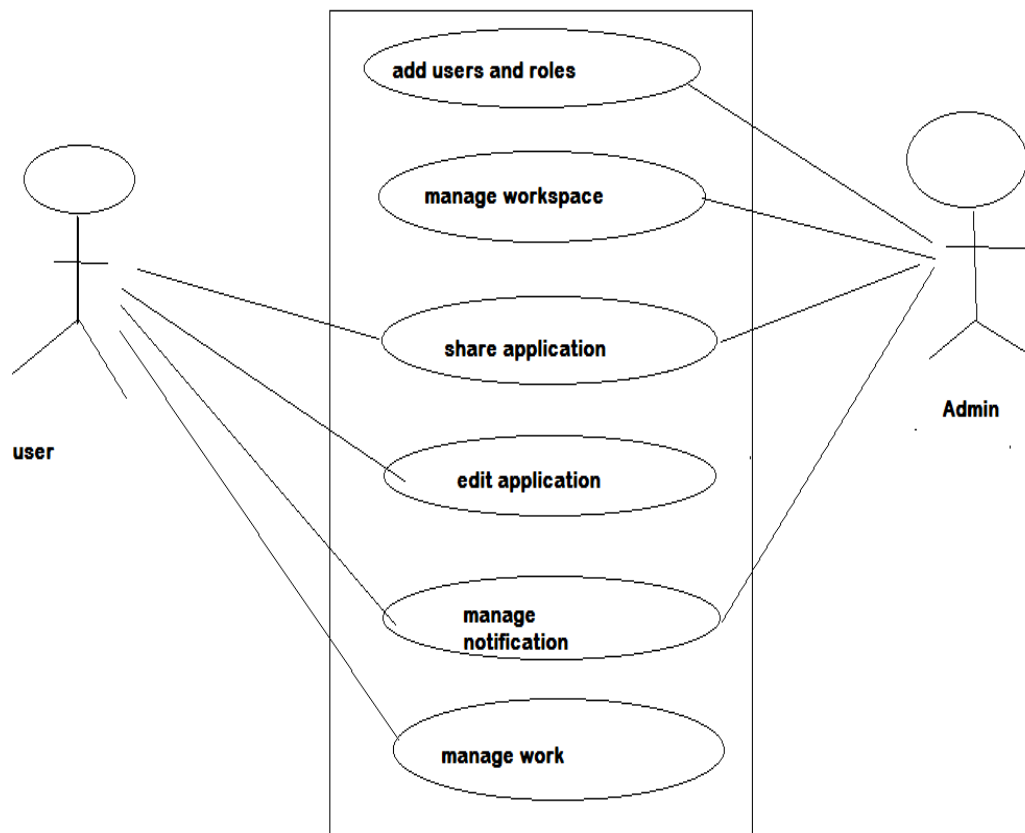 add users and roles
manage workspace
share application
Admin
user
edit application
manage
notification
manage work